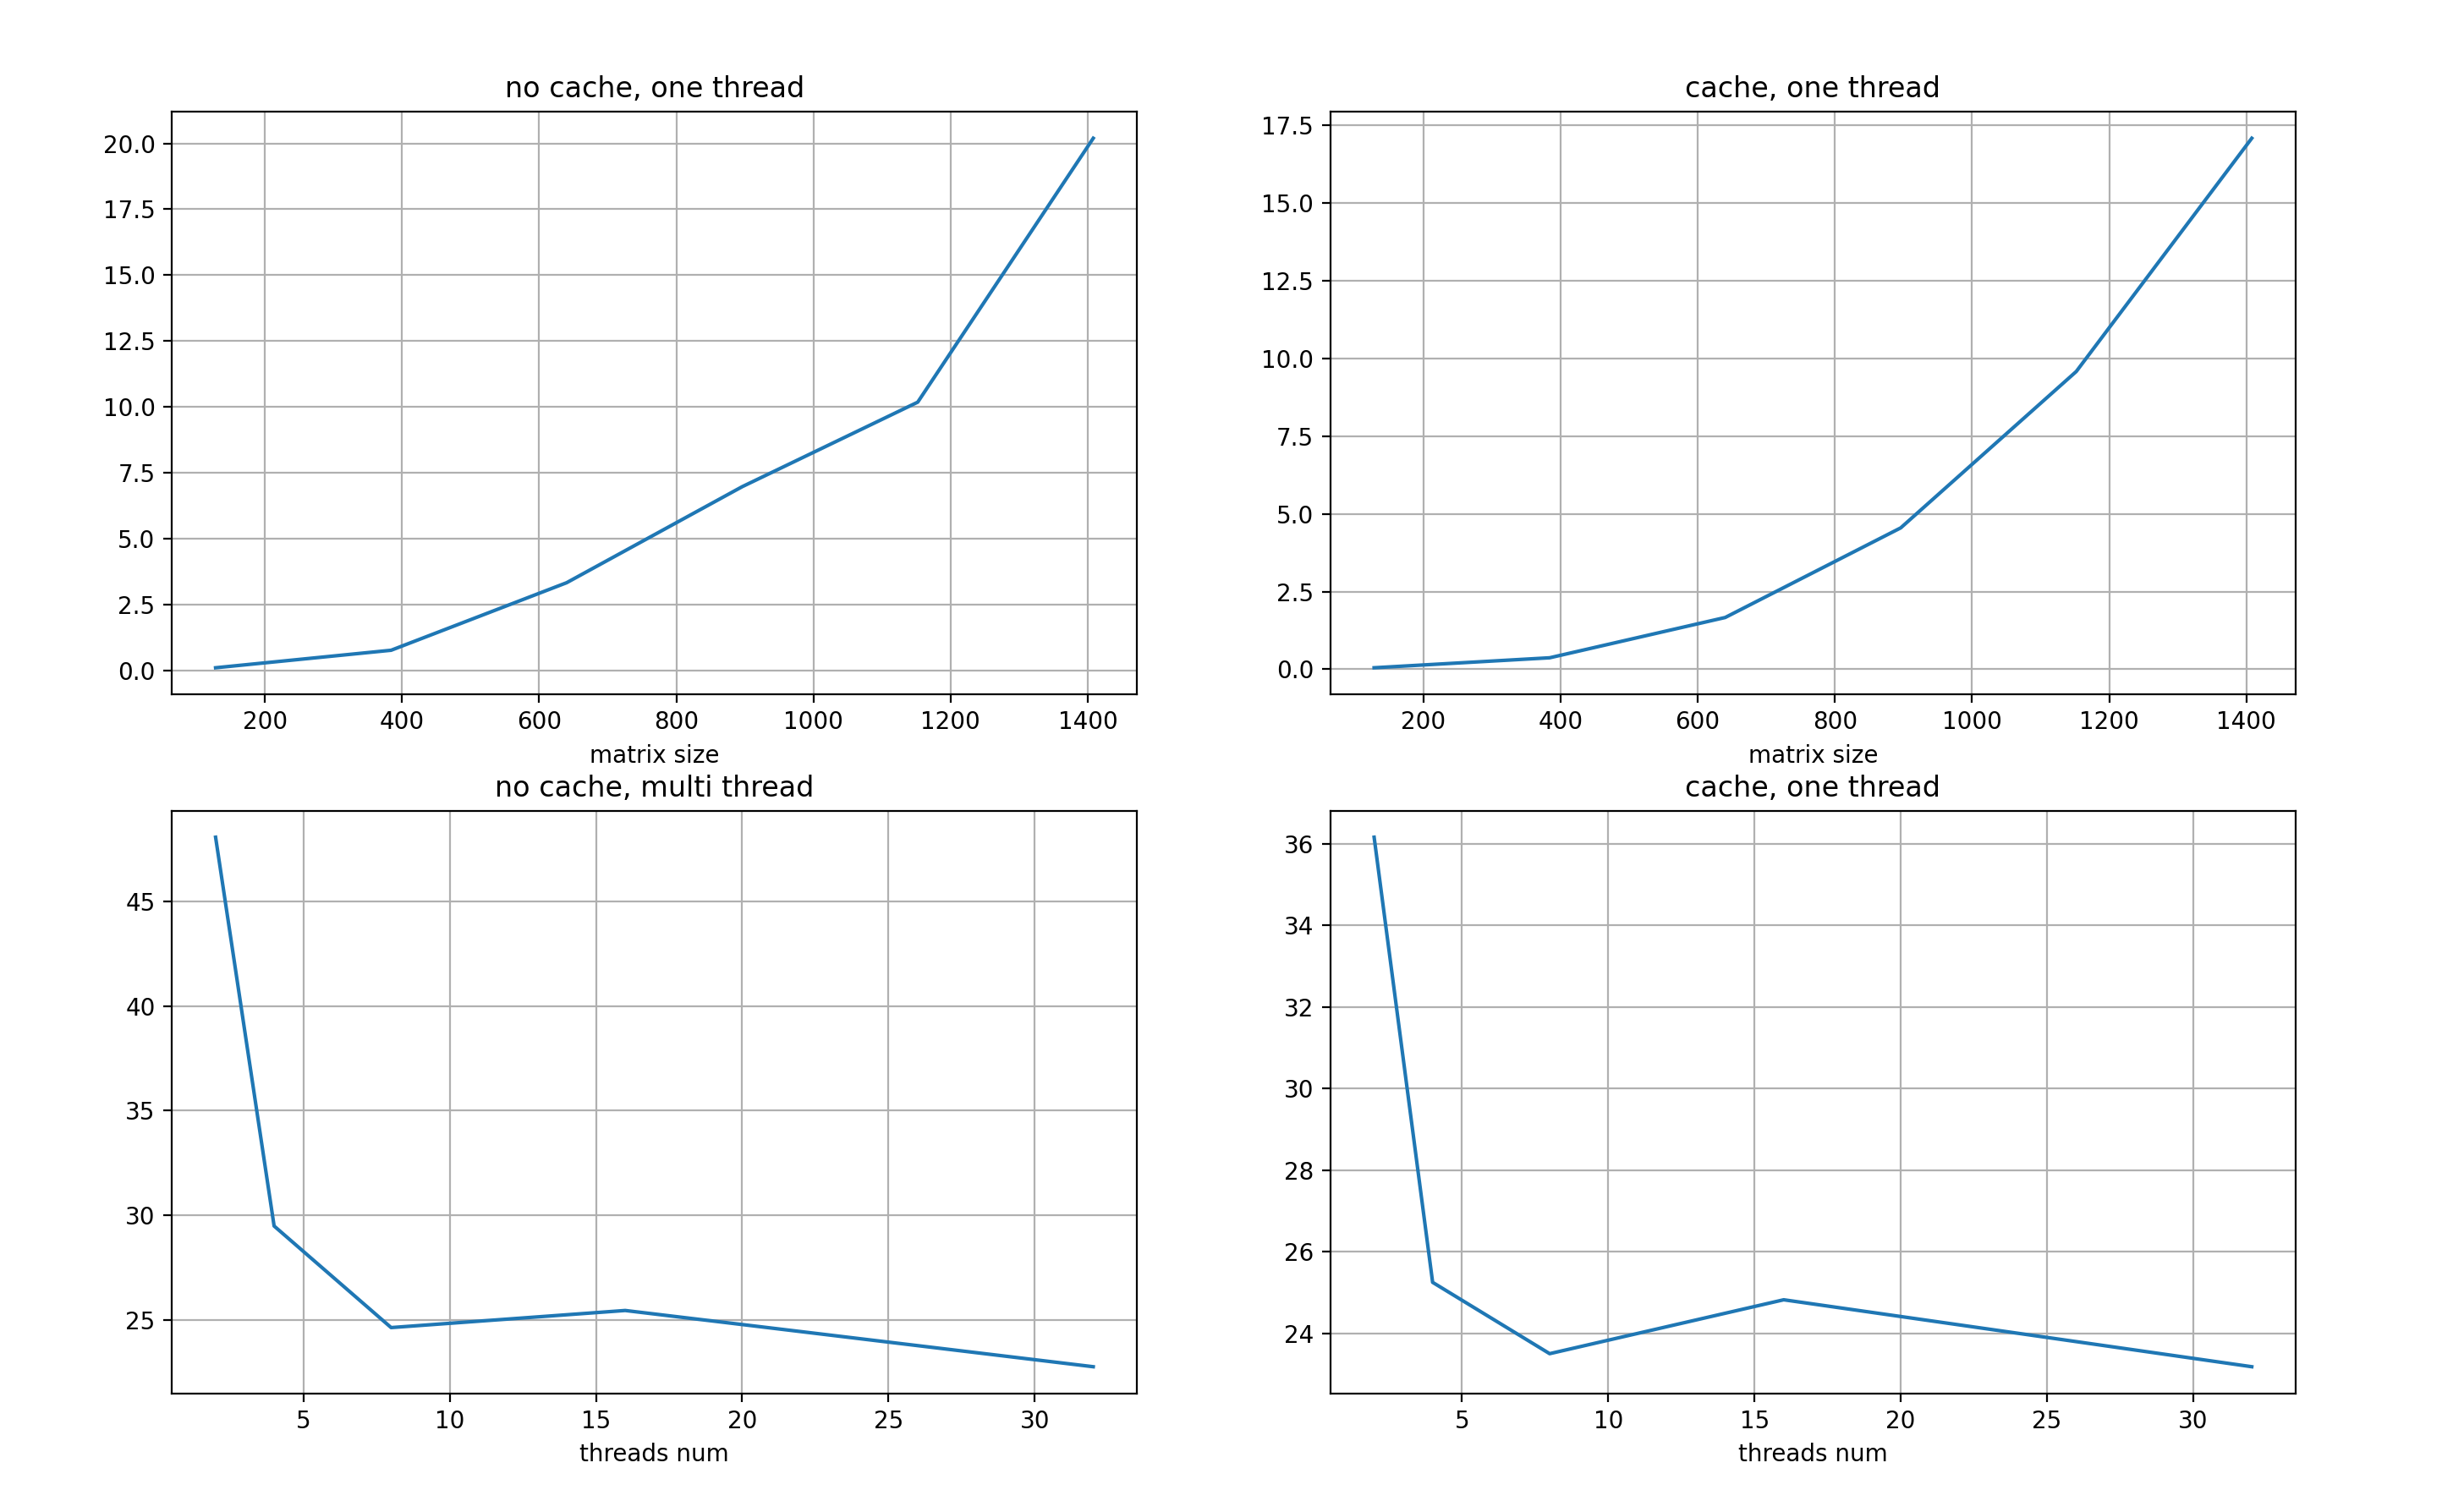 no cache, one thread
20.0
17.5
15.0
12.5
10.0
7.5
5.0
2.5
0.0
200 400 600 800 1000 1200 1400
matrix size
cache, one thread
17.5
15.0
12.5
10.0
7.5
5.0
2.5
0.0
200 400 600 800 1000 1200 1400
matrix size
no cache, multi thread
45
40
35
30
25
5 10 15 20 25 30
threads num
cache, one thread
36
34
32
30
28
26
24
5 10 15 20 25 30
threads num